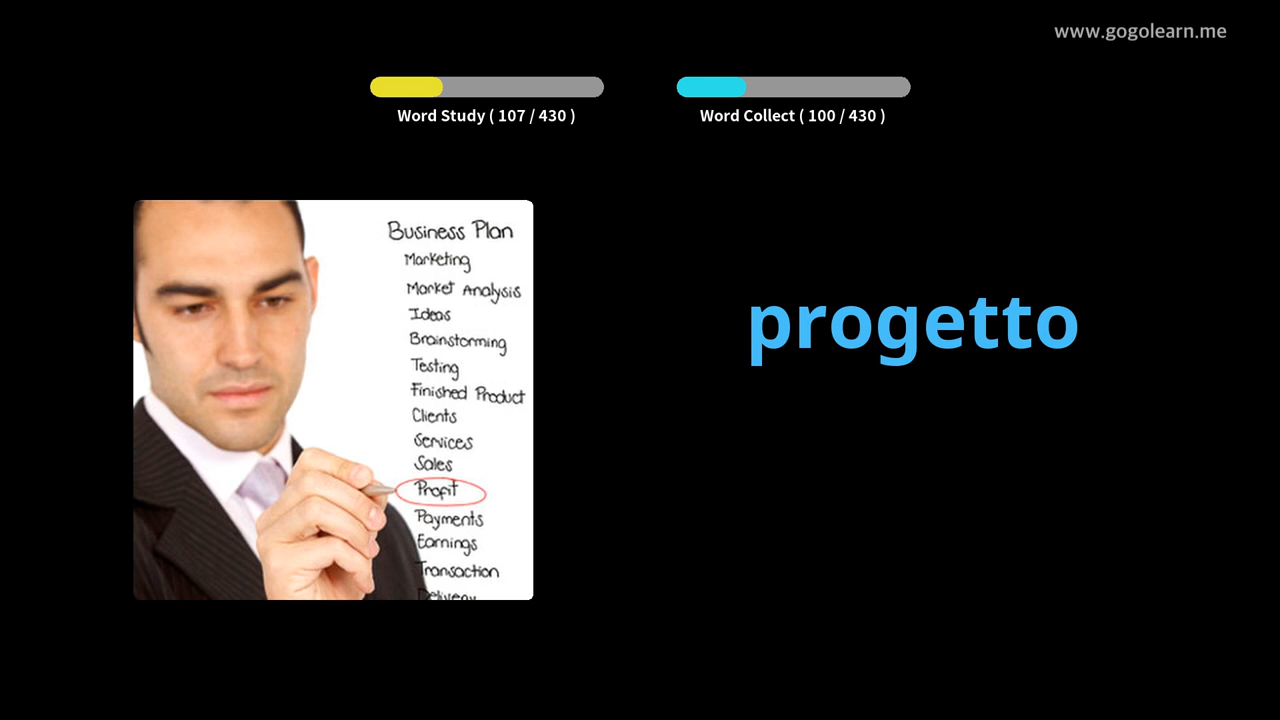 www.gogolearn.me
Word Study ( 107 / 430 )
Word Collect ( 100 / 430 )
Business Plan
Marketing
Market Analysis
Ideas
Brainstorming
Testing
Finished Product
Clients
Services
Sales
Profit
Payments
Earnings
Transaction
Delivery
progetto